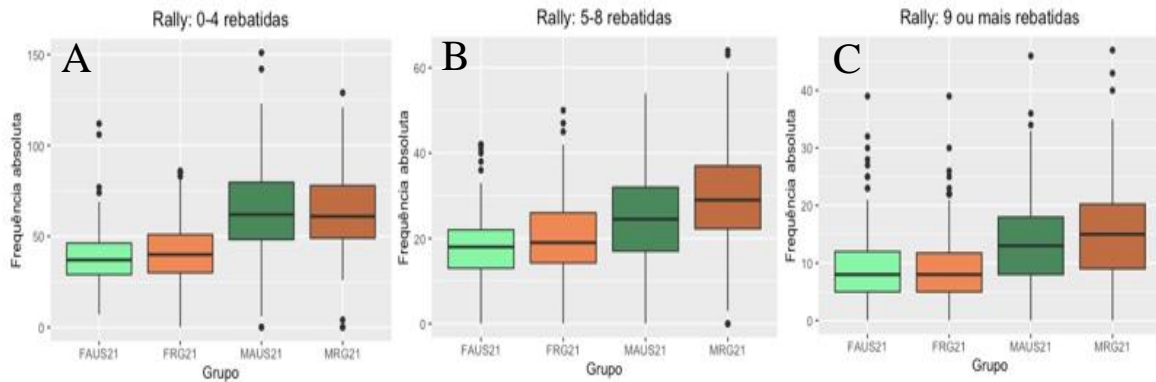 Rally: 0-4 rebatidas
A
Frequência absoluta
150
100
50
0
FAUS21 FRG21 MAUS21 MRG21
Grupo
Rally: 5-8 rebatidas
B
Frequência absoluta
60
40
20
0
FAUS21 FRG21 MAUS21 MRG21
Grupo
Rally: 9 ou mais rebatidas
C
Frequência absoluta
40
30
20
10
0
FAUS21 FRG21 MAUS21 MRG21
Grupo